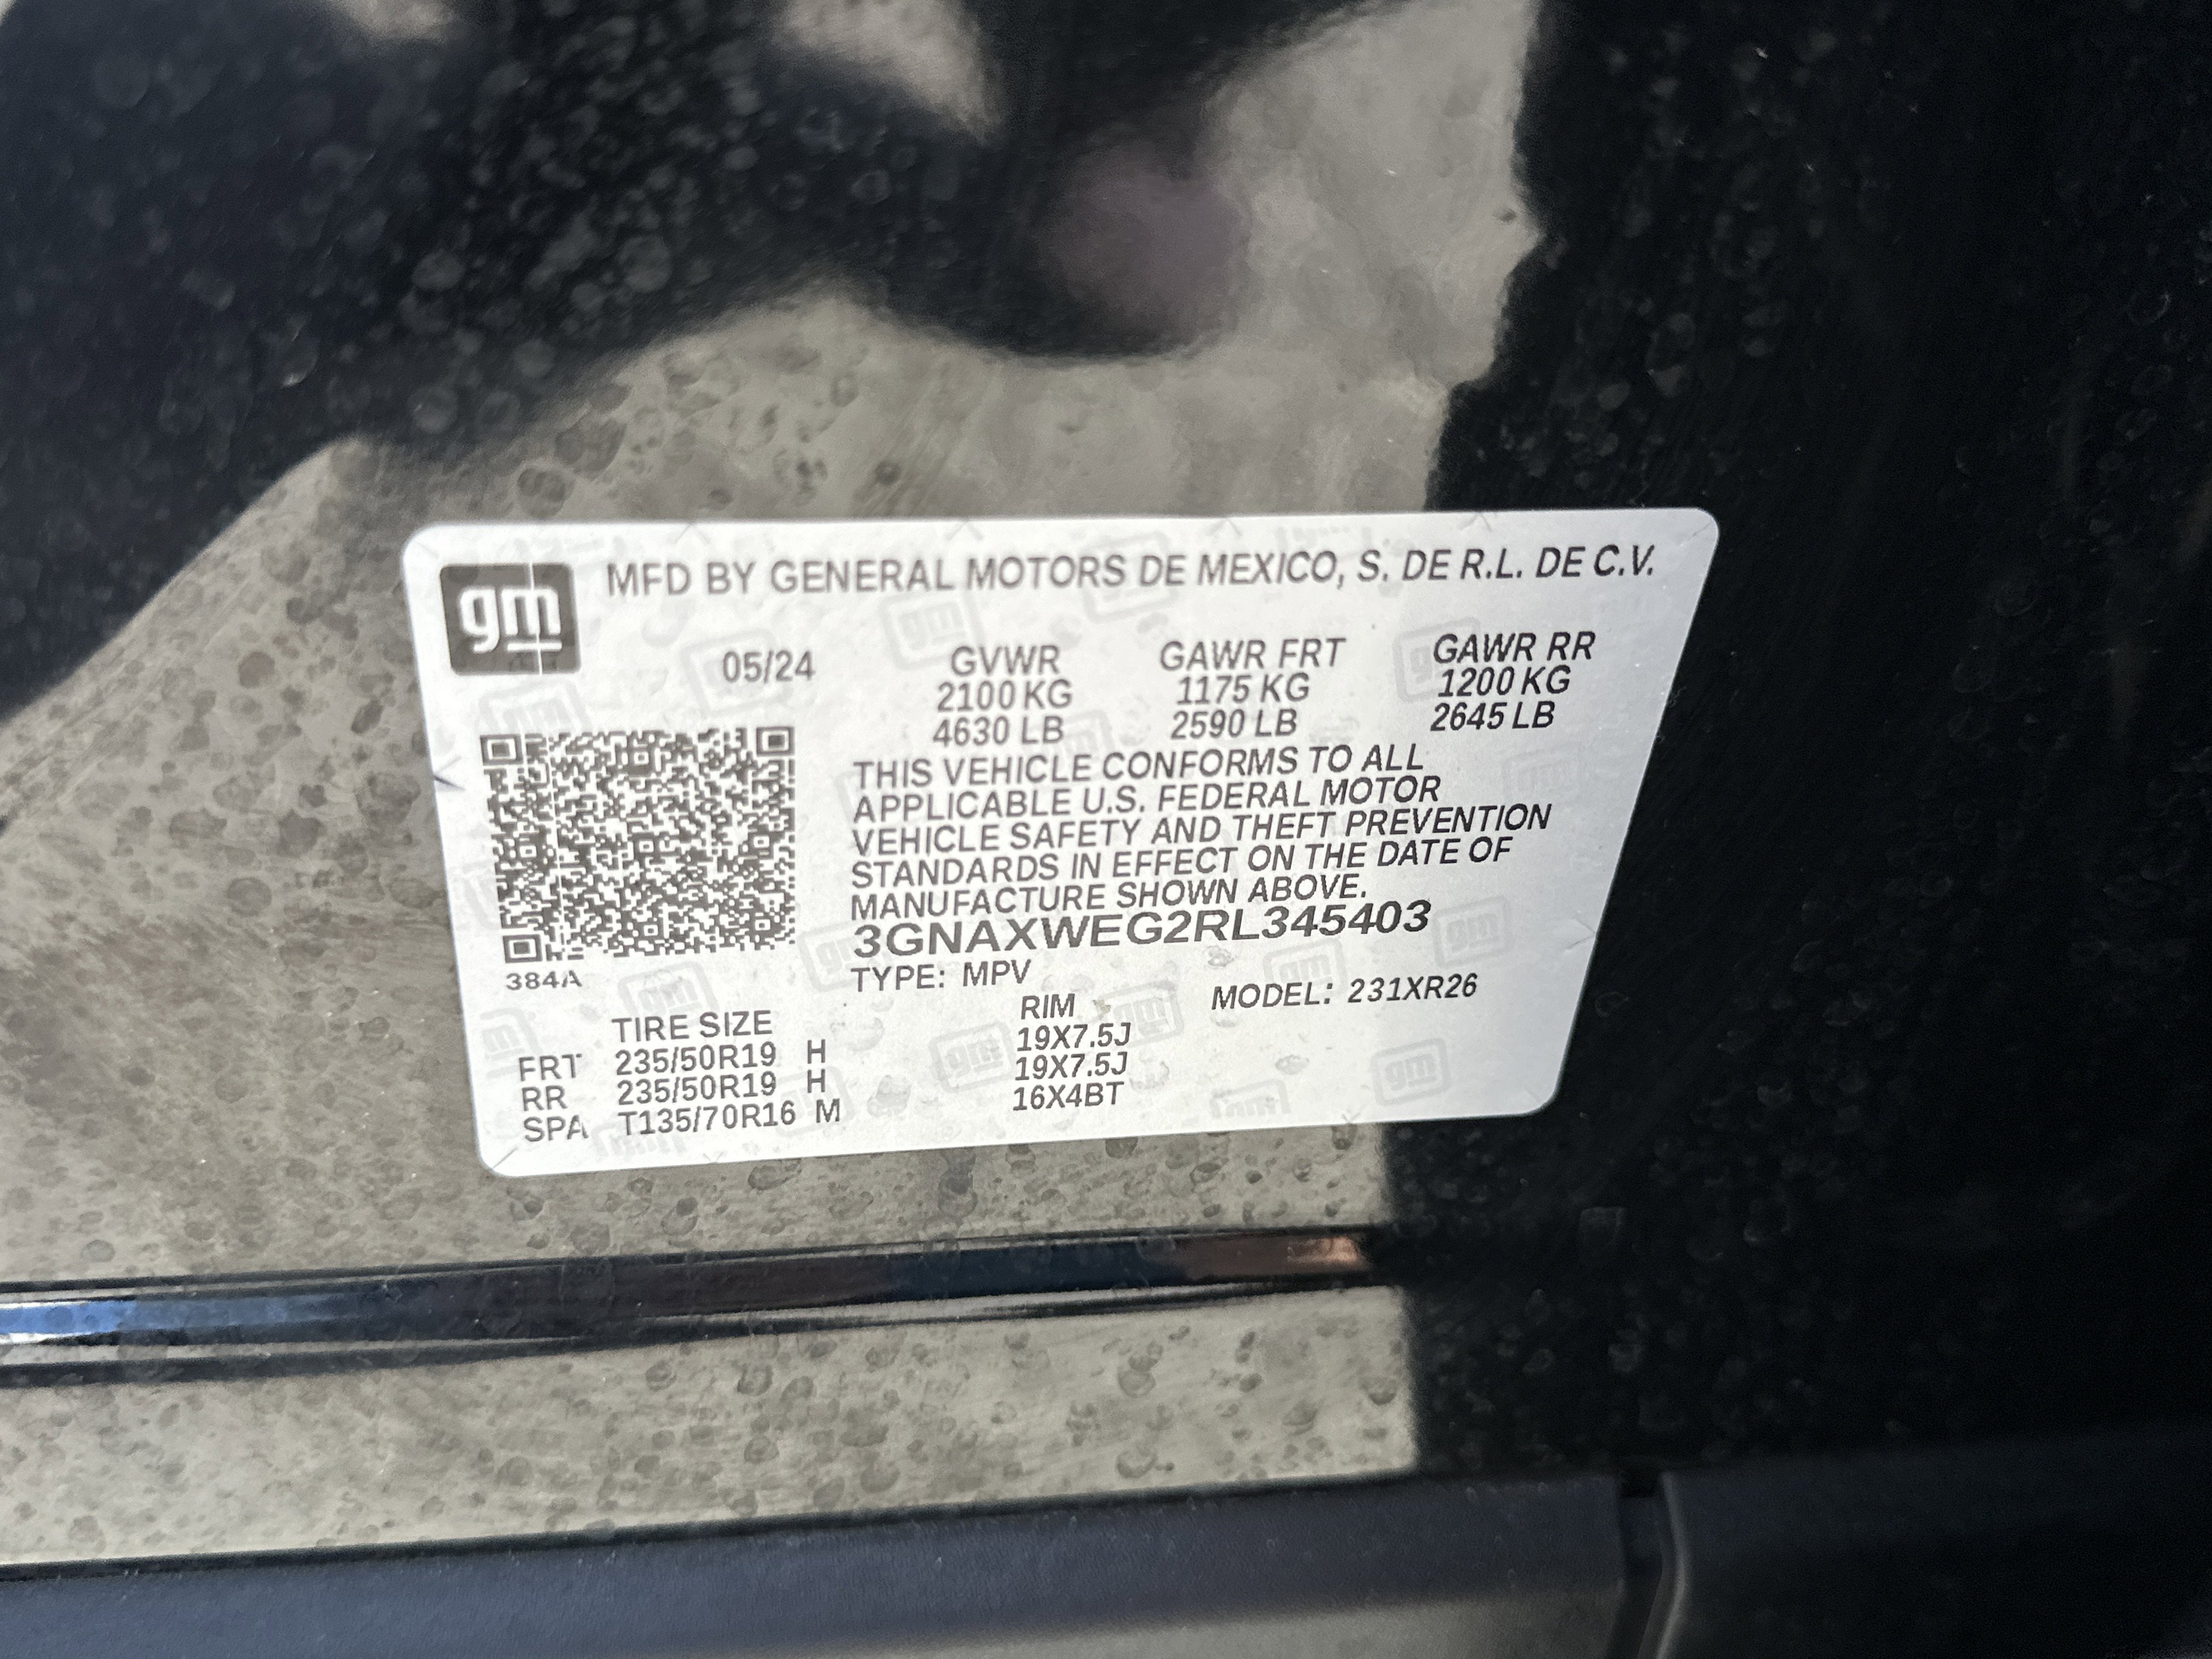 gm
MFD BY GENERAL MOTORS DE MEXICO, S. DE R.L. DE C.V.
05/24 GVWR GAWR FRT GAWR RR
2100 KG 1175 KG 1200 KG
4630 LB 2590 LB 2645 LB
THIS VEHICLE CONFORMS TO ALL
APPLICABLE U.S. FEDERAL MOTOR
VEHICLE SAFETY AND THEFT PREVENTION
STANDARDS IN EFFECT ON THE DATE OF
MANUFACTURE SHOWN ABOVE.
3GNAXWEG2RL345403
384A
TYPE: MPV MODEL: 231XR26
TIRE SIZE RIM
FRT 235/50R19 H 19X7.5J
RR 235/50R19 H 19X7.5J
SPA T135/70R16 M 16X4BT